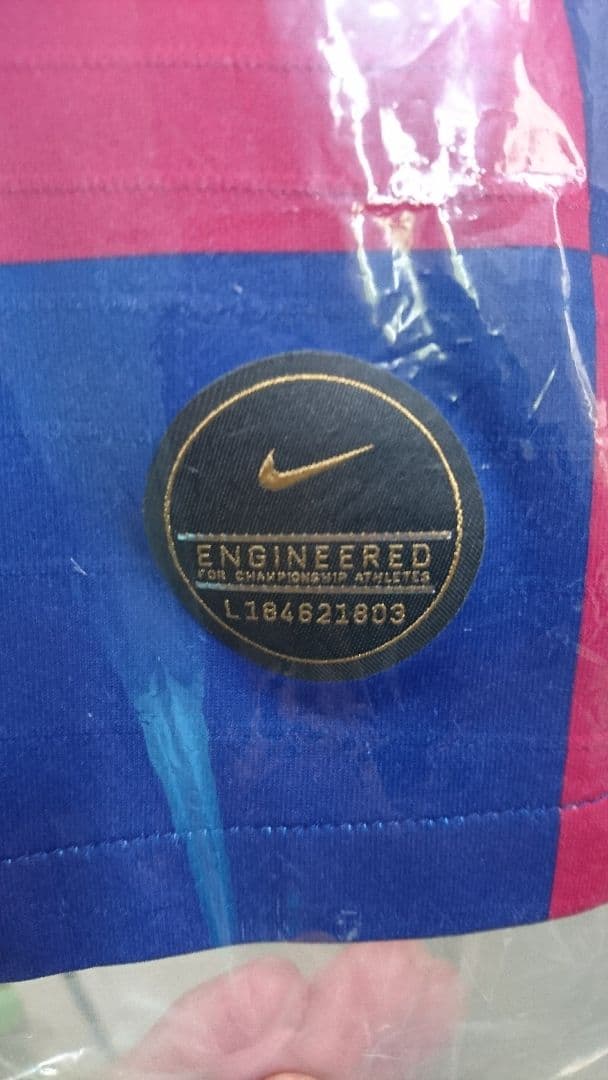 ENGINEERED
FOR CHAMPIONSHIP ATHLETES
L184621803